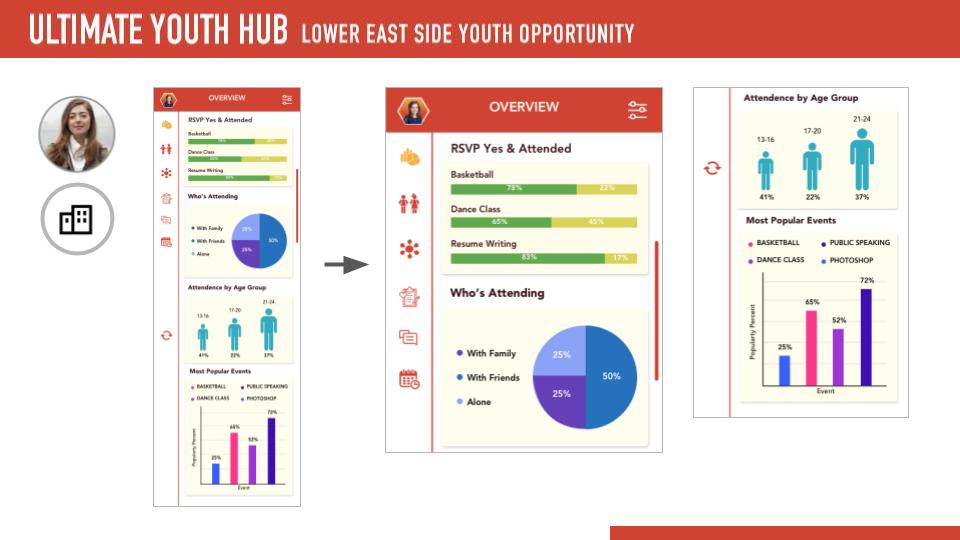 ULTIMATE YOUTH HUB LOWER EAST SIDE YOUTH OPPORTUNITY
OVERVIEW
RSVP Yes & Attended
Basketball
78% 22%
Dance Class
65% 45%
Resume Writing
83% 17%
Who's Attending
With Family
With Friends
Alone
25%
50%
25%
Attendence by Age Group
13-16
17-20
21-24
41% 22% 37%
Most Popular Events
BASKETBALL PUBLIC SPEAKING
DANCE CLASS PHOTOSHOP
Popularty Percent
25%
65%
52%
72%
Event
OVERVIEW
RSVP Yes & Attended
Basketball
78% 22%
Dance Class
65% 45%
Resume Writing
83% 17%
Who's Attending
With Family
With Friends
Alone
25%
50%
25%
Attendence by Age Group
13-16
17-20
21-24
41% 22% 37%
Most Popular Events
BASKETBALL PUBLIC SPEAKING
DANCE CLASS PHOTOSHOP
Popularty Percent
25%
65%
52%
72%
Event